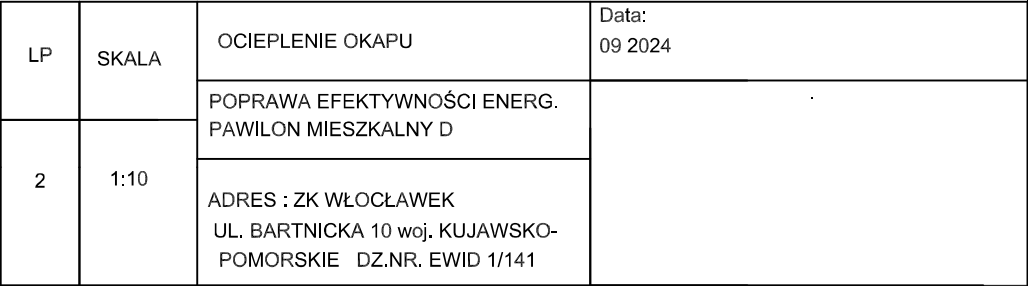 LP
SKALA
OCIEPLENIE OKAPU
Data:
09 2024
POPRAWA EFEKTYWNOŚCI ENERG.
PAWILON MIESZKALNY D
2
1:10
ADRES : ZK WŁOCŁAWEK
UL. BARTNICKA 10 woj. KUJAWSKO-
POMORSKIE DZ.NR. EWID 1/141